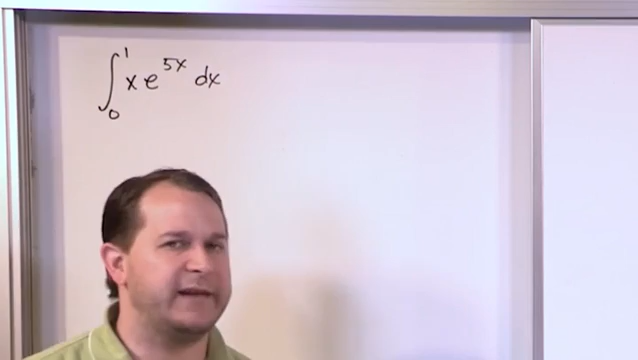 ∫₀¹ x e^{5x} dx